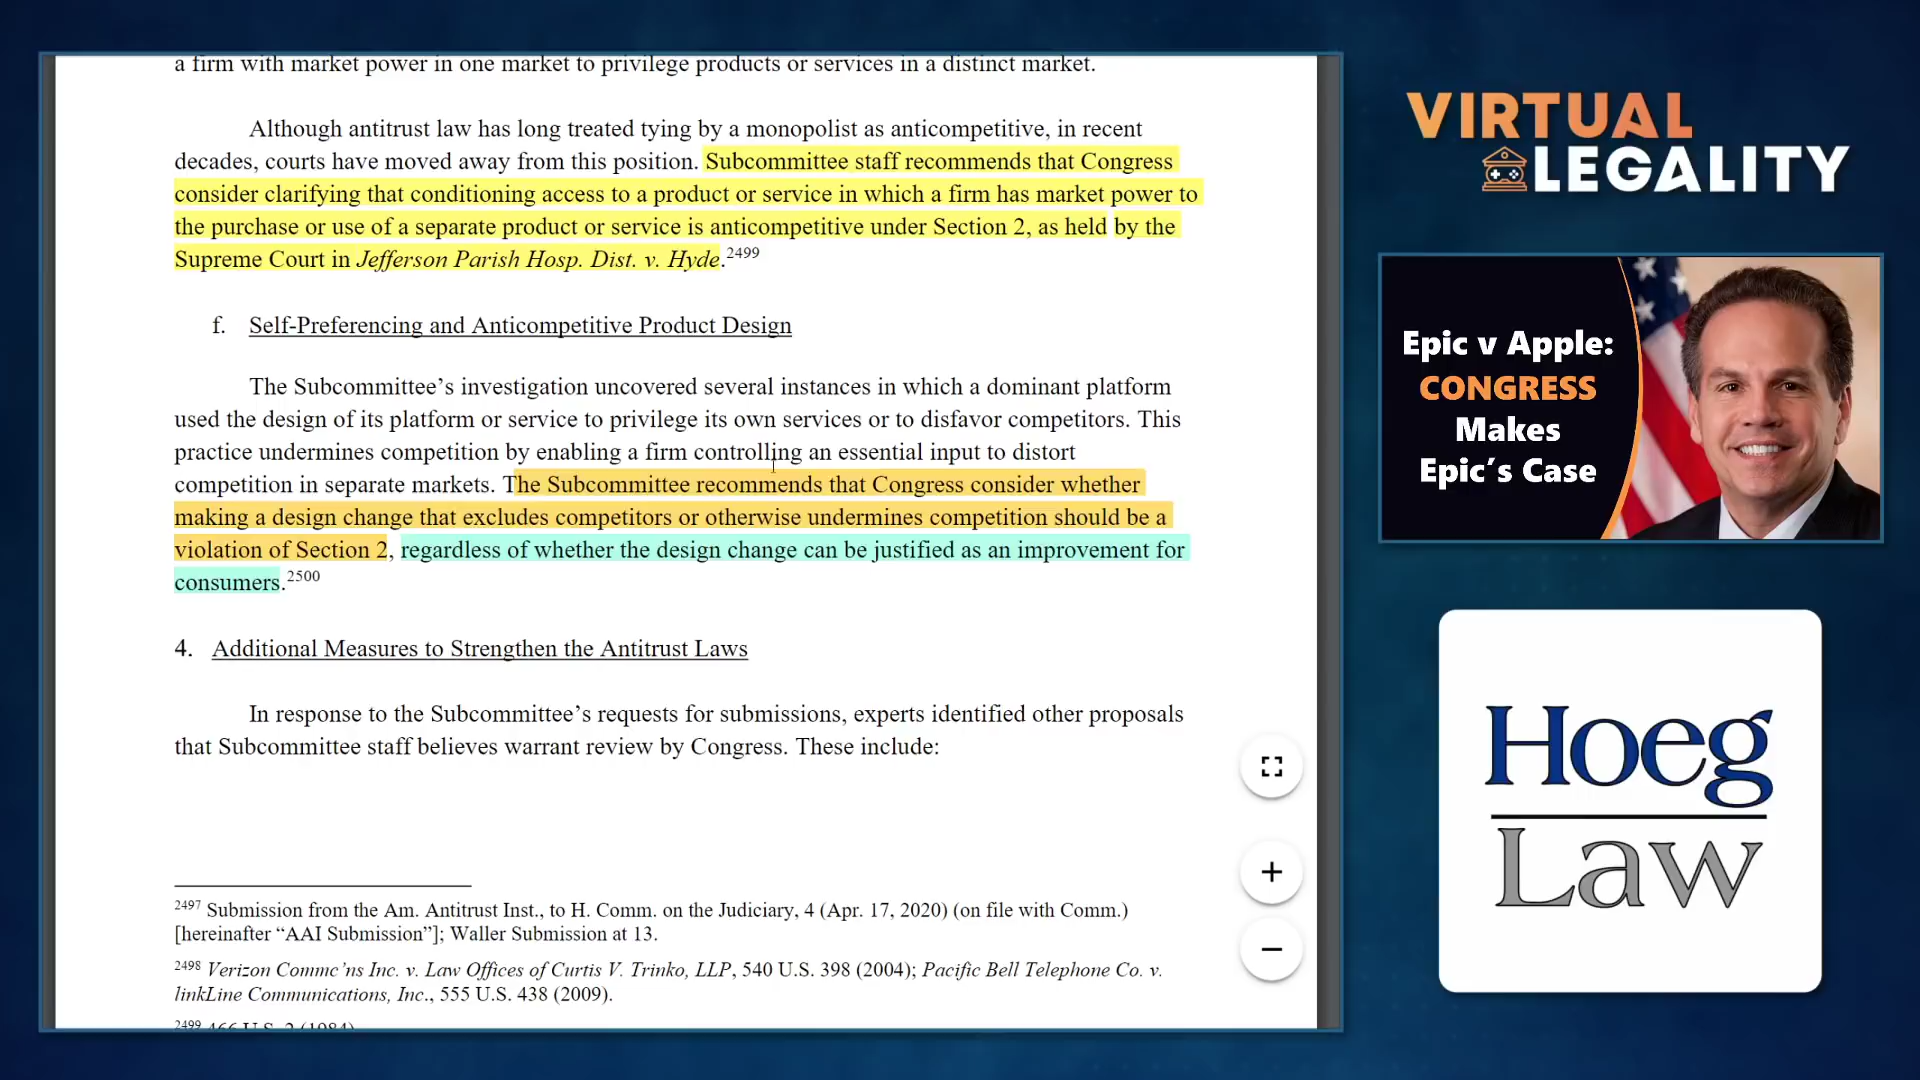 a firm with market power in one market to privilege products or services in a distinct market.
Although antitrust law has long treated tying by a monopolist as anticompetitive, in recent
decades, courts have moved away from this position. Subcommittee staff recommends that Congress
consider clarifying that conditioning access to a product or service in which a firm has market power to
the purchase or use of a separate product or service is anticompetitive under Section 2, as held by the
Supreme Court in Jefferson Parish Hosp. Dist. v. Hyde.2499
f. Self-Preferencing and Anticompetitive Product Design
The Subcommittee’s investigation uncovered several instances in which a dominant platform
used the design of its platform or service to privilege its own services or to disfavor competitors. This
practice undermines competition by enabling a firm controlling an essential input to distort
competition in separate markets. The Subcommittee recommends that Congress consider whether
making a design change that excludes competitors or otherwise undermines competition should be a
violation of Section 2, regardless of whether the design change can be justified as an improvement for
consumers.2500
4. Additional Measures to Strengthen the Antitrust Laws
In response to the Subcommittee’s requests for submissions, experts identified other proposals
that Subcommittee staff believes warrant review by Congress. These include:
2497 Submission from the Am. Antitrust Inst., to H. Comm. on the Judiciary, 4 (Apr. 17, 2020) (on file with Comm.)
[hereinafter “AAI Submission”]; Waller Submission at 13.
2498 Verizon Commc’ns Inc. v. Law Offices of Curtis V. Trinko, LLP, 540 U.S. 398 (2004); Pacific Bell Telephone Co. v.
linkLine Communications, Inc., 555 U.S. 438 (2009).
2499 466 U.S. 2 (1984).
VIRTUAL
LEGALITY
Epic v Apple:
CONGRESS
Makes
Epic’s Case
Hoeg
Law